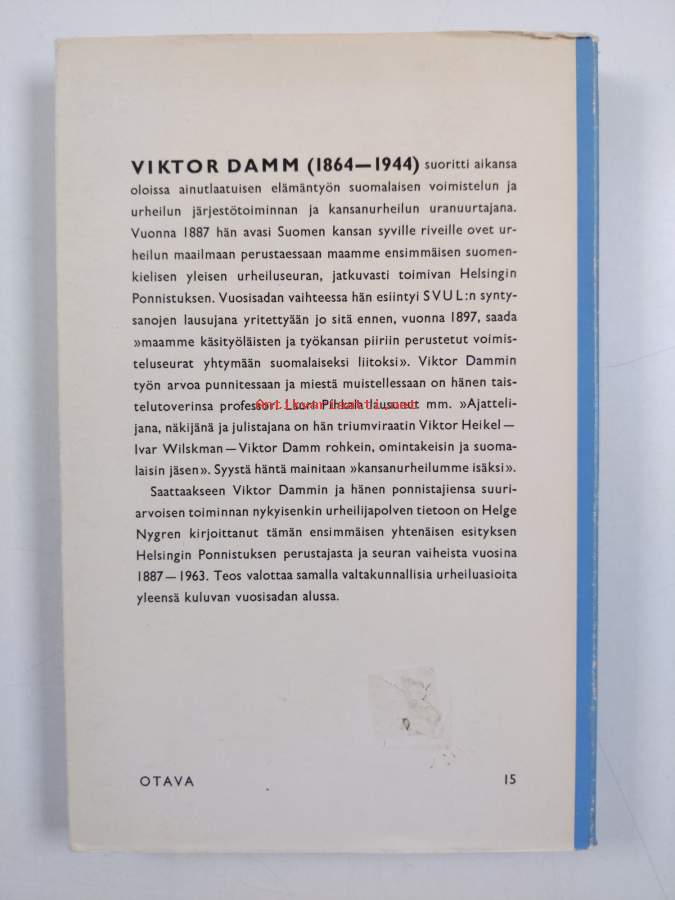 VIKTOR DAMM (1864—1944) suoritti aikansa
oloissa ainutlaatuisen elämäntyön suomalaisen voimistelun ja
urheilun järjestötoiminnan ja kansanurheilun uranuurtajana.
Vuonna 1887 hän avasi Suomen kansan syville riveille ovet ur-
heilun maailmaan perustaessaan maamme ensimmäisen suomen-
kielisen yleisen urheiluseuran, jatkuvasti toimivan Helsingin
Ponnistuksen. Vuosisadan vaihteessa hän esiintyi SVUL:n synty-
sanojen lausujana yritettyään jo sitä ennen, vuonna 1897, saada
»maamme käsityöläisten ja työkansan piiriin perustetut voimis-
teluseurat yhtymään suomalaiseksi liitoksi». Viktor Dammin
työn arvoa punnitessaan ja miestä muistellessaan on hänen tais-
telutoverinsa professori Lauri Pihkala lausunut mm. »Ajatteli-
jana, näkijänä ja julistajana on hän triumviraatin Viktor Heikel—
Ivar Wilskman—Viktor Damm rohkein, omintakeisin ja suoma-
laisin jäsen». Syystä häntä mainitaan »kansanurheilumme isäksi».
Saattaakseen Viktor Dammin ja hänen ponnistajiensa suuri-
arvoisen toiminnan nykyisenkin urheilijapolven tietoon on Helge
Nygren kirjoittanut tämän ensimmäisen yhtenäisen esityksen
Helsingin Ponnistuksen perustajasta ja seuran vaiheista vuosina
1887—1963. Teos valottaa samalla valtakunnallisia urheiluasioita
yleensä kuluvan vuosisadan alussa.
OTAVA 15